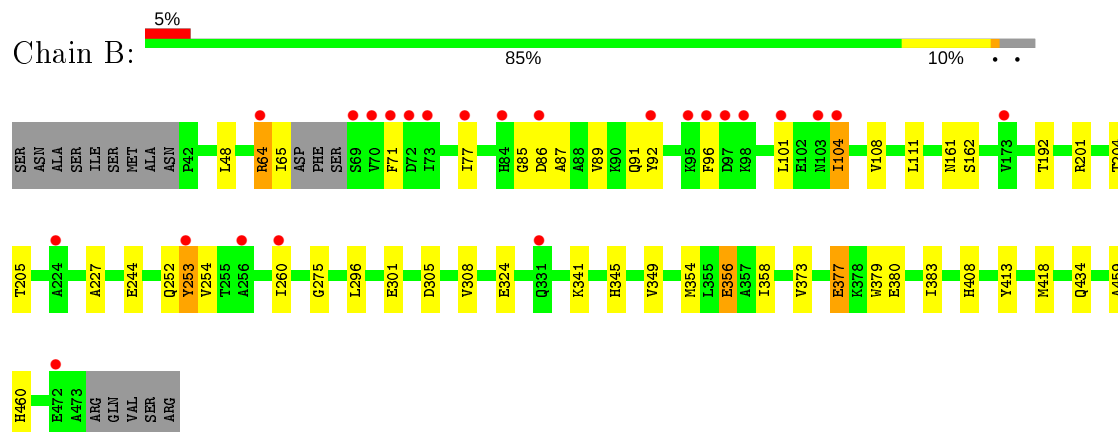 5%
Chain B:
85% 10% • •
SER ASN ALA SER ILE SER MET ALA ASN P42 L48 R64 I65 ASP PHE SER S69 V70 F71 D72 I73 I77 H84 G85 D86 A87 A88 V89 K90 Q91 Y92 K95 F96 D97 K98 L101 E102 N103 I104 V108 L111 N161 S162 V173 T192 R201 T204
T205 A224 A227 E244 Q252 Y253 V254 T255 A256 I260 G275 L296 E301 D305 V308 E324 Q331 K341 H345 V349 M354 L355 E356 A357 I358 V373 E377 K378 W379 E380 I383 H408 Y413 M418 Q434 A459
H460 E472 A473 ARG GLN VAL SER ARG